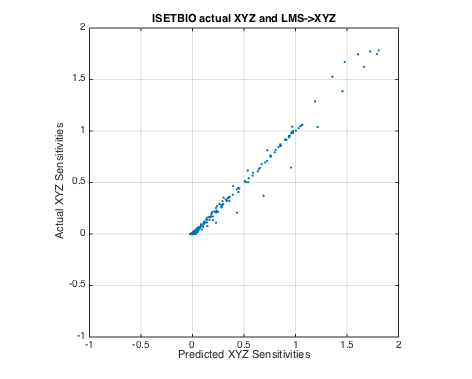 ISETBIO actual XYZ and LMS->XYZ
2
1.5
1
0.5
0
-0.5
-1
Actual XYZ Sensitivities
-1 -0.5 0 0.5 1 1.5 2
Predicted XYZ Sensitivities